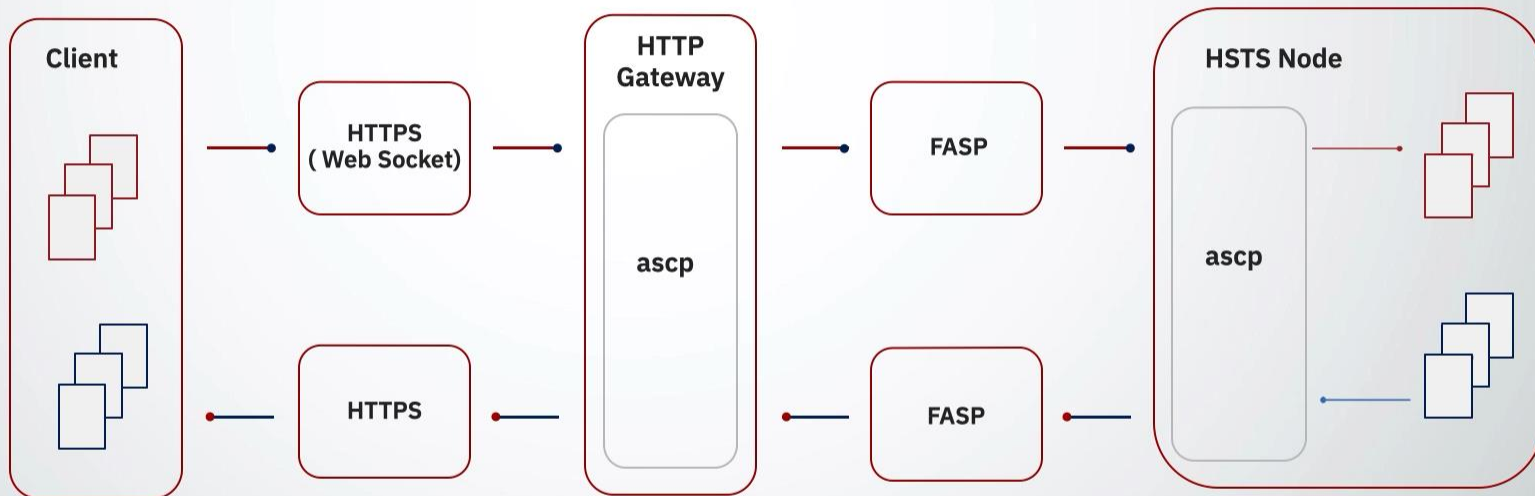 Client
HTTPS
( Web Socket)
HTTP
Gateway
ascp
FASP
HSTS Node
ascp
HTTPS
FASP